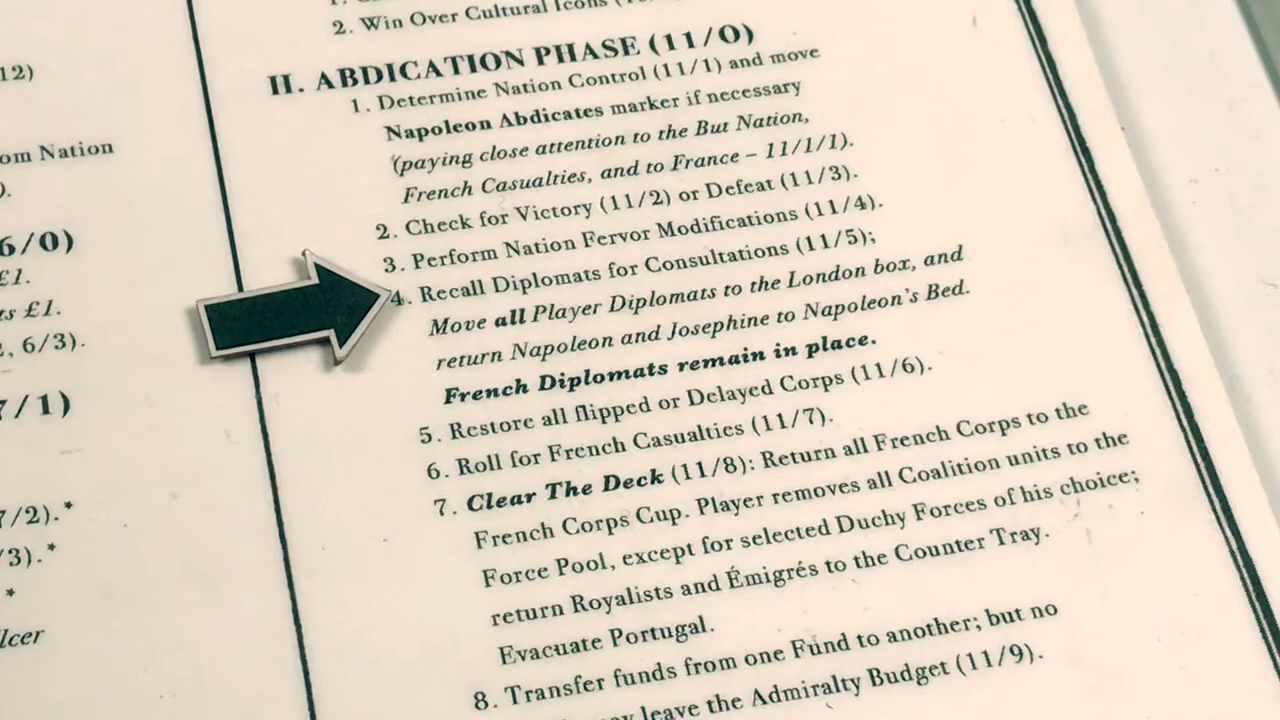 12)
om Nation
).
6/0)
£1.
ts £1.
, 6/3).
7/1)
7/2).*
/3).*
*
lcer
2. Win Over Cultural Icons
H. ABDICATION PHASE (11/0)
1. Determine Nation Control (11/1) and move
Napoleon Abdicates marker if necessary
(paying close attention to the But Nation,
French Casualties, and to France – 11/1/1).
2. Check for Victory (11/2) or Defeat (11/3).
3. Perform Nation Fervor Modifications (11/4).
4. Recall Diplomats for Consultations (11/5);
Move all Player Diplomats to the London box, and
return Napoleon and Josephine to Napoleon's Bed.
French Diplomats remain in place.
5. Restore all flipped or Delayed Corps (11/6).
6. Roll for French Casualties (11/7).
7. Clear The Deck (11/8): Return all French Corps to the
French Corps Cup. Player removes all Coalition units to the
Force Pool, except for selected Duchy Forces of his choice;
return Royalists and Émigrés to the Counter Tray.
Evacuate Portugal.
8. Transfer funds from one Fund to another; but no
leave the Admiralty Budget (11/9).